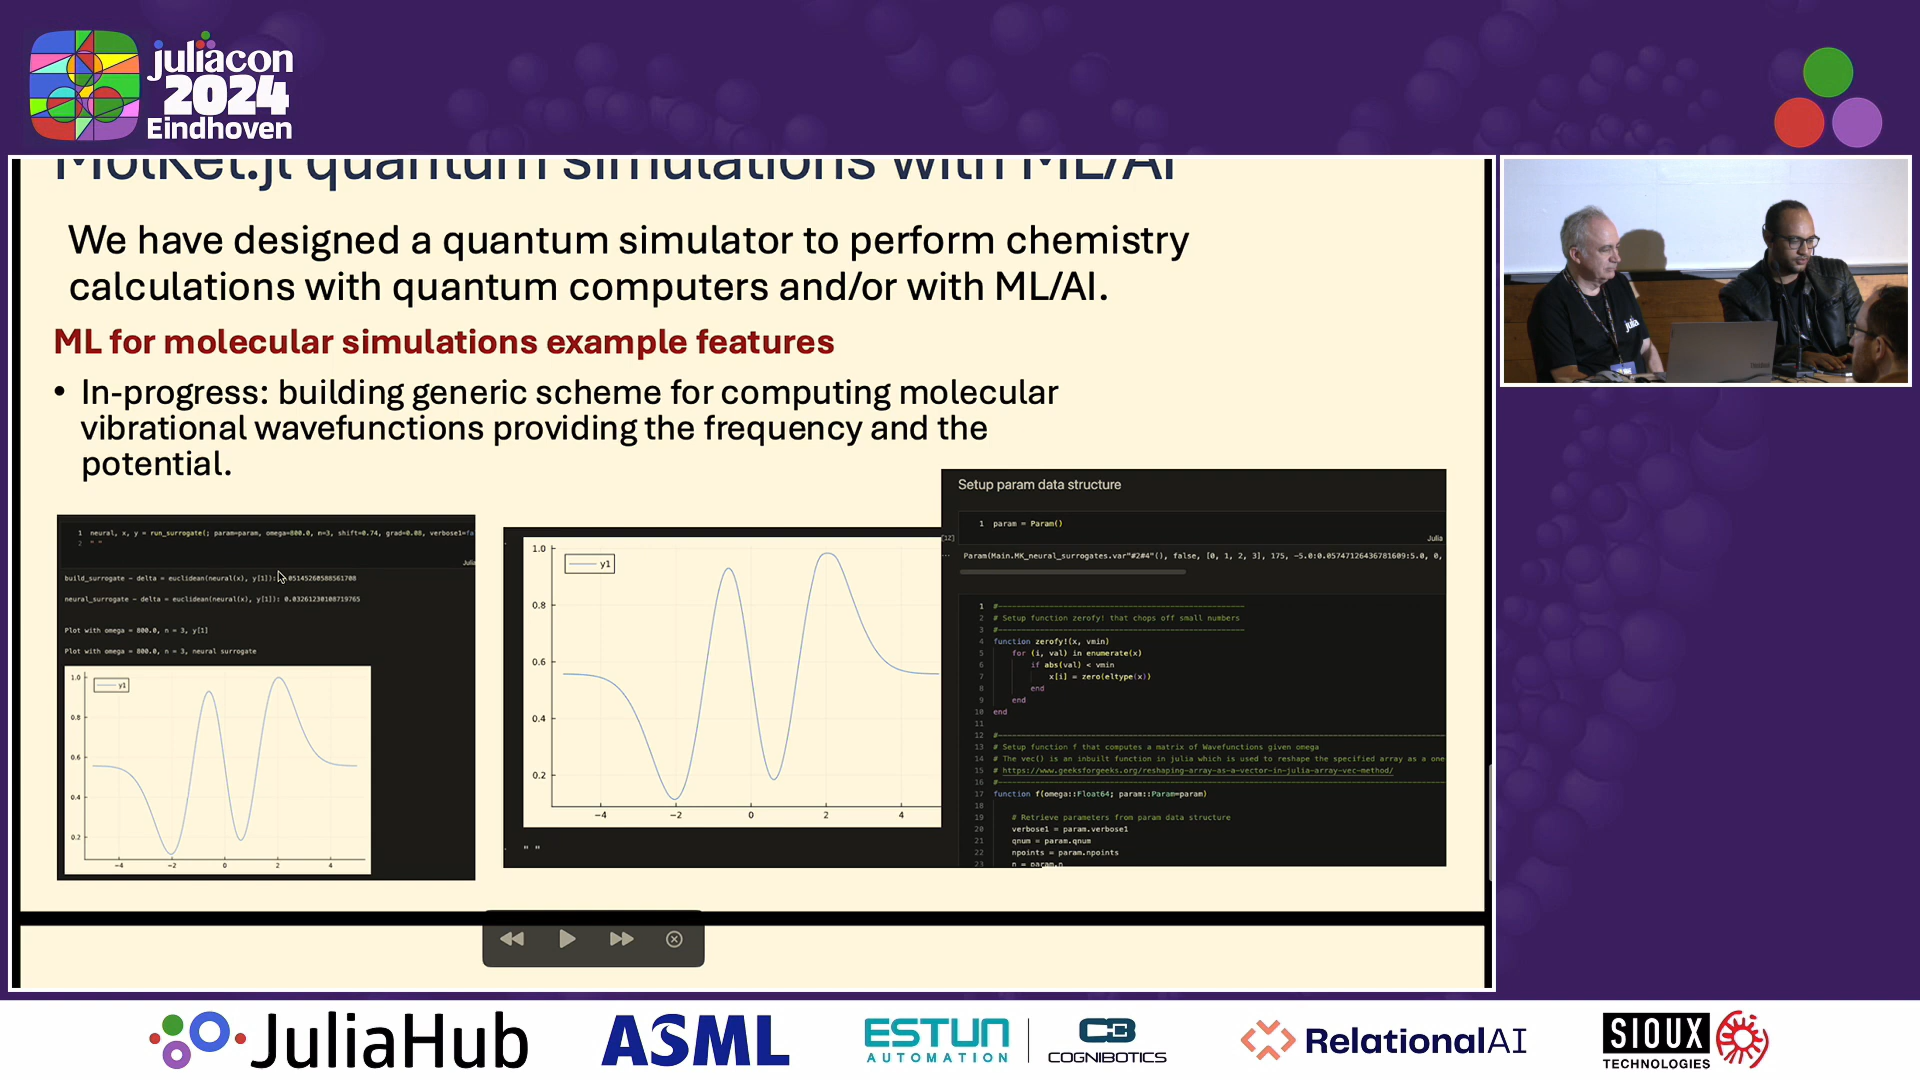 juliacon
2024
Eindhoven
MolKet.jl quantum simulations with ML/AI
We have designed a quantum simulator to perform chemistry
calculations with quantum computers and/or with ML/AI.
ML for molecular simulations example features
• In-progress: building generic scheme for computing molecular
vibrational wavefunctions providing the frequency and the
potential.
1 neural, x, y = run_surrogate(; param=param, omega=800.0, n=3, shift=0.74, grad=0.08, verbose1=fa
2 " "
Julia
build_surrogate - delta = euclidean(neural(x), y[1]): 05145260588561708
neural_surrogate - delta = euclidean(neural(x), y[1]): 0.03261230108719765
Plot with omega = 800.0, n = 3, y[1]
Plot with omega = 800.0, n = 3, neural surrogate
y1
1.0
0.8
0.6
0.4
0.2
-4 -2 0 2 4
y1
1.0
0.8
0.6
0.4
0.2
-4 -2 0 2 4
" "
Setup param data structure
1 param = Param()
[12]
Julia
Param(Main.MK_neural_surrogates.var"#2#4"(), false, [0, 1, 2, 3], 175, -5.0:0.05747126436781609:5.0, 0,
1 #------------------------------------------------------
2 # Setup function zerofy! that chops off small numbers
3 #------------------------------------------------------
4 function zerofy!(x, vmin)
5 for (i, val) in enumerate(x)
6 if abs(val) < vmin
7 x[i] = zero(eltype(x))
8 end
9 end
10 end
11
12 #------------------------------------------------------
13 # Setup function f that computes a matrix of Wavefunctions given omega
14 # The vec() is an inbuilt function in julia which is used to reshape the specified array as a one
15 # https://www.geeksforgeeks.org/reshaping-array-as-a-vector-in-julia-array-vec-method/
16 #------------------------------------------------------
17 function f(omega::Float64; param::Param=param)
18
19 # Retrieve parameters from param data structure
20 verbose1 = param.verbose1
21 qnum = param.qnum
22 npoints = param.npoints
23 n = param.n
julia
JuliaHub
ASML
ESTUN
AUTOMATION
COGNIBOTICS
RelationalAI
SIOUX
TECHNOLOGIES